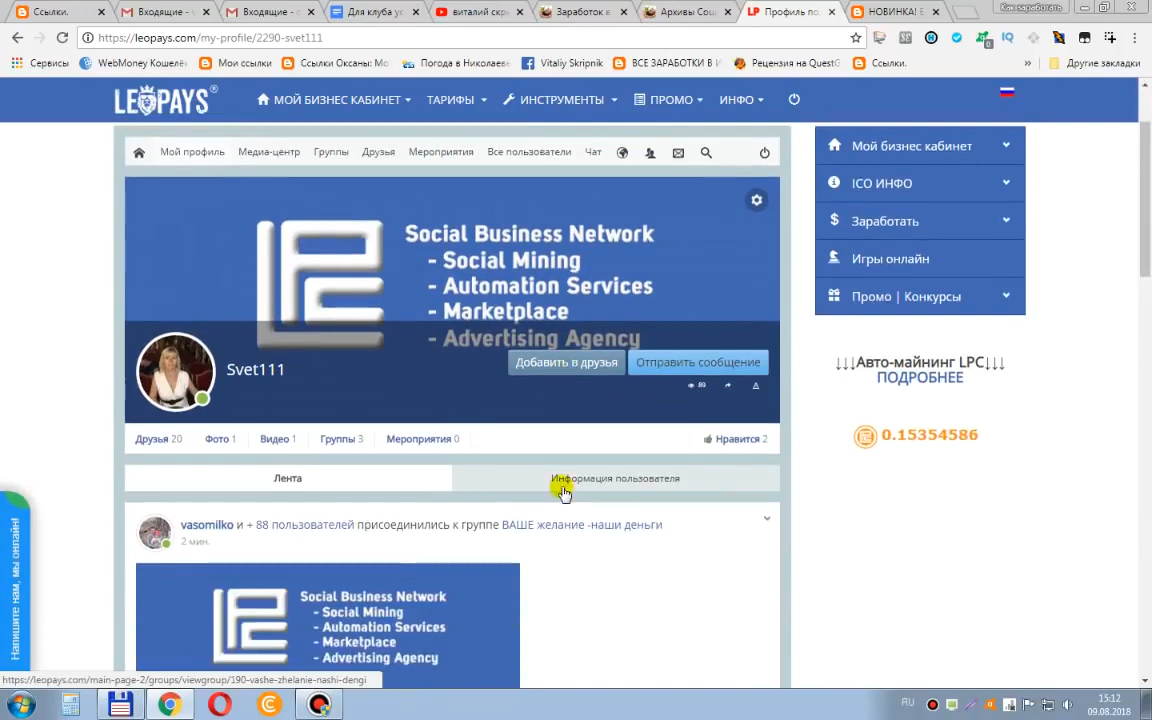 Ссылки.
Входящие -
Входящие -
Для клуба у
виталий скр
Заработок в
Архивы Соц
Профиль по
НОВИНКА! Б
Как заработать
https://leopays.com/my-profile/2290-svet111
Сервисы
WebMoney Кошелё
Мои ссылки
Ссылки Оксаны: Мо
Погода в Николаеве
Vitaliy Skripnik
ВСЕ ЗАРАБОТКИ В И
Рецензия на QuestG
Ссылки.
»
Другие закладки
LEOPAYS®
МОЙ БИЗНЕС КАБИНЕТ
ТАРИФЫ
ИНСТРУМЕНТЫ
ПРОМО
ИНФО
Мой профиль
Медиа-центр
Группы
Друзья
Мероприятия
Все пользователи
Чат
Social Business Network
- Social Mining
- Automation Services
- Marketplace
- Advertising Agency
Svet111
Добавить в друзья
Отправить сообщение
89
Друзья 20
Фото 1
Видео 1
Группы 3
Мероприятия 0
Нравится 2
Лента
Информация пользователя
vasomilko и + 88 пользователей присоединились к группе ВАШЕ желание -наши деньги
2 мин.
Social Business Network
- Social Mining
- Automation Services
- Marketplace
- Advertising Agency
Мой бизнес кабинет
ICO ИНФО
Заработать
Игры онлайн
Промо | Конкурсы
↓↓↓Авто-майнинг LPC↓↓↓
ПОДРОБНЕЕ
0.15354586
Напишите нам, мы онлайн!
https://leopays.com/main-page-2/groups/viewgroup/190-vashe-zhelanie-nashi-dengi
RU
15:12
09.08.2018